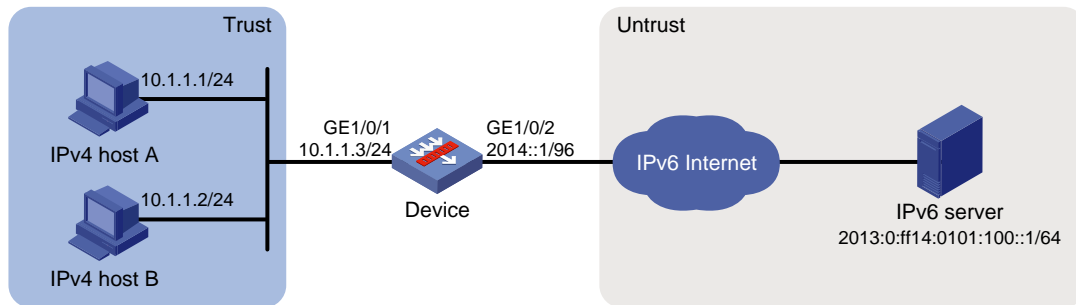 Trust
10.1.1.1/24
IPv4 host A
10.1.1.2/24
IPv4 host B
GE1/0/1
10.1.1.3/24
Device
GE1/0/2
2014::1/96
Untrust
IPv6 Internet
IPv6 server
2013:0:ff14:0101:100::1/64